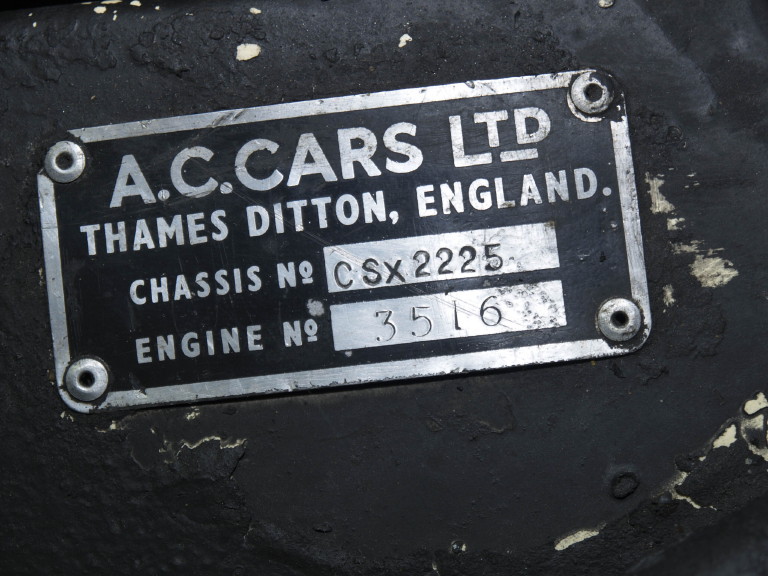 A.C.CARS LTD
THAMES DITTON, ENGLAND.
CHASSIS Nº CSX2225
ENGINE Nº 3516